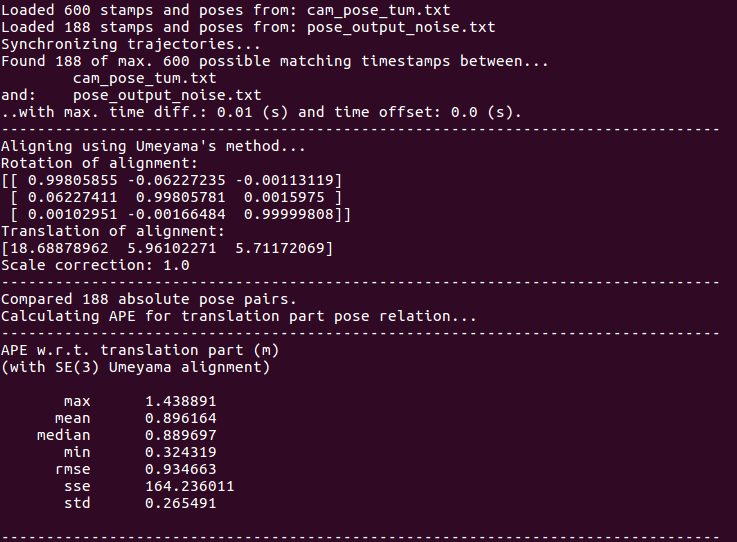 Loaded 600 stamps and poses from: cam_pose_tum.txt
Loaded 188 stamps and poses from: pose_output_noise.txt
Synchronizing trajectories...
Found 188 of max. 600 possible matching timestamps between...
        cam_pose_tum.txt
and:    pose_output_noise.txt
..with max. time diff.: 0.01 (s) and time offset: 0.0 (s).
--------------------------------------------------------------------------------
Aligning using Umeyama's method...
Rotation of alignment:
[[ 0.99805855 -0.06227235 -0.00113119]
 [ 0.06227411  0.99805781  0.0015975 ]
 [ 0.00102951 -0.00166484  0.99999808]]
Translation of alignment:
[18.68878962  5.96102271  5.71172069]
Scale correction: 1.0
--------------------------------------------------------------------------------
Compared 188 absolute pose pairs.
Calculating APE for translation part pose relation...
--------------------------------------------------------------------------------
APE w.r.t. translation part (m)
(with SE(3) Umeyama alignment)

       max      1.438891
      mean      0.896164
    median      0.889697
       min      0.324319
      rmse      0.934663
       sse      164.236011
       std      0.265491

--------------------------------------------------------------------------------